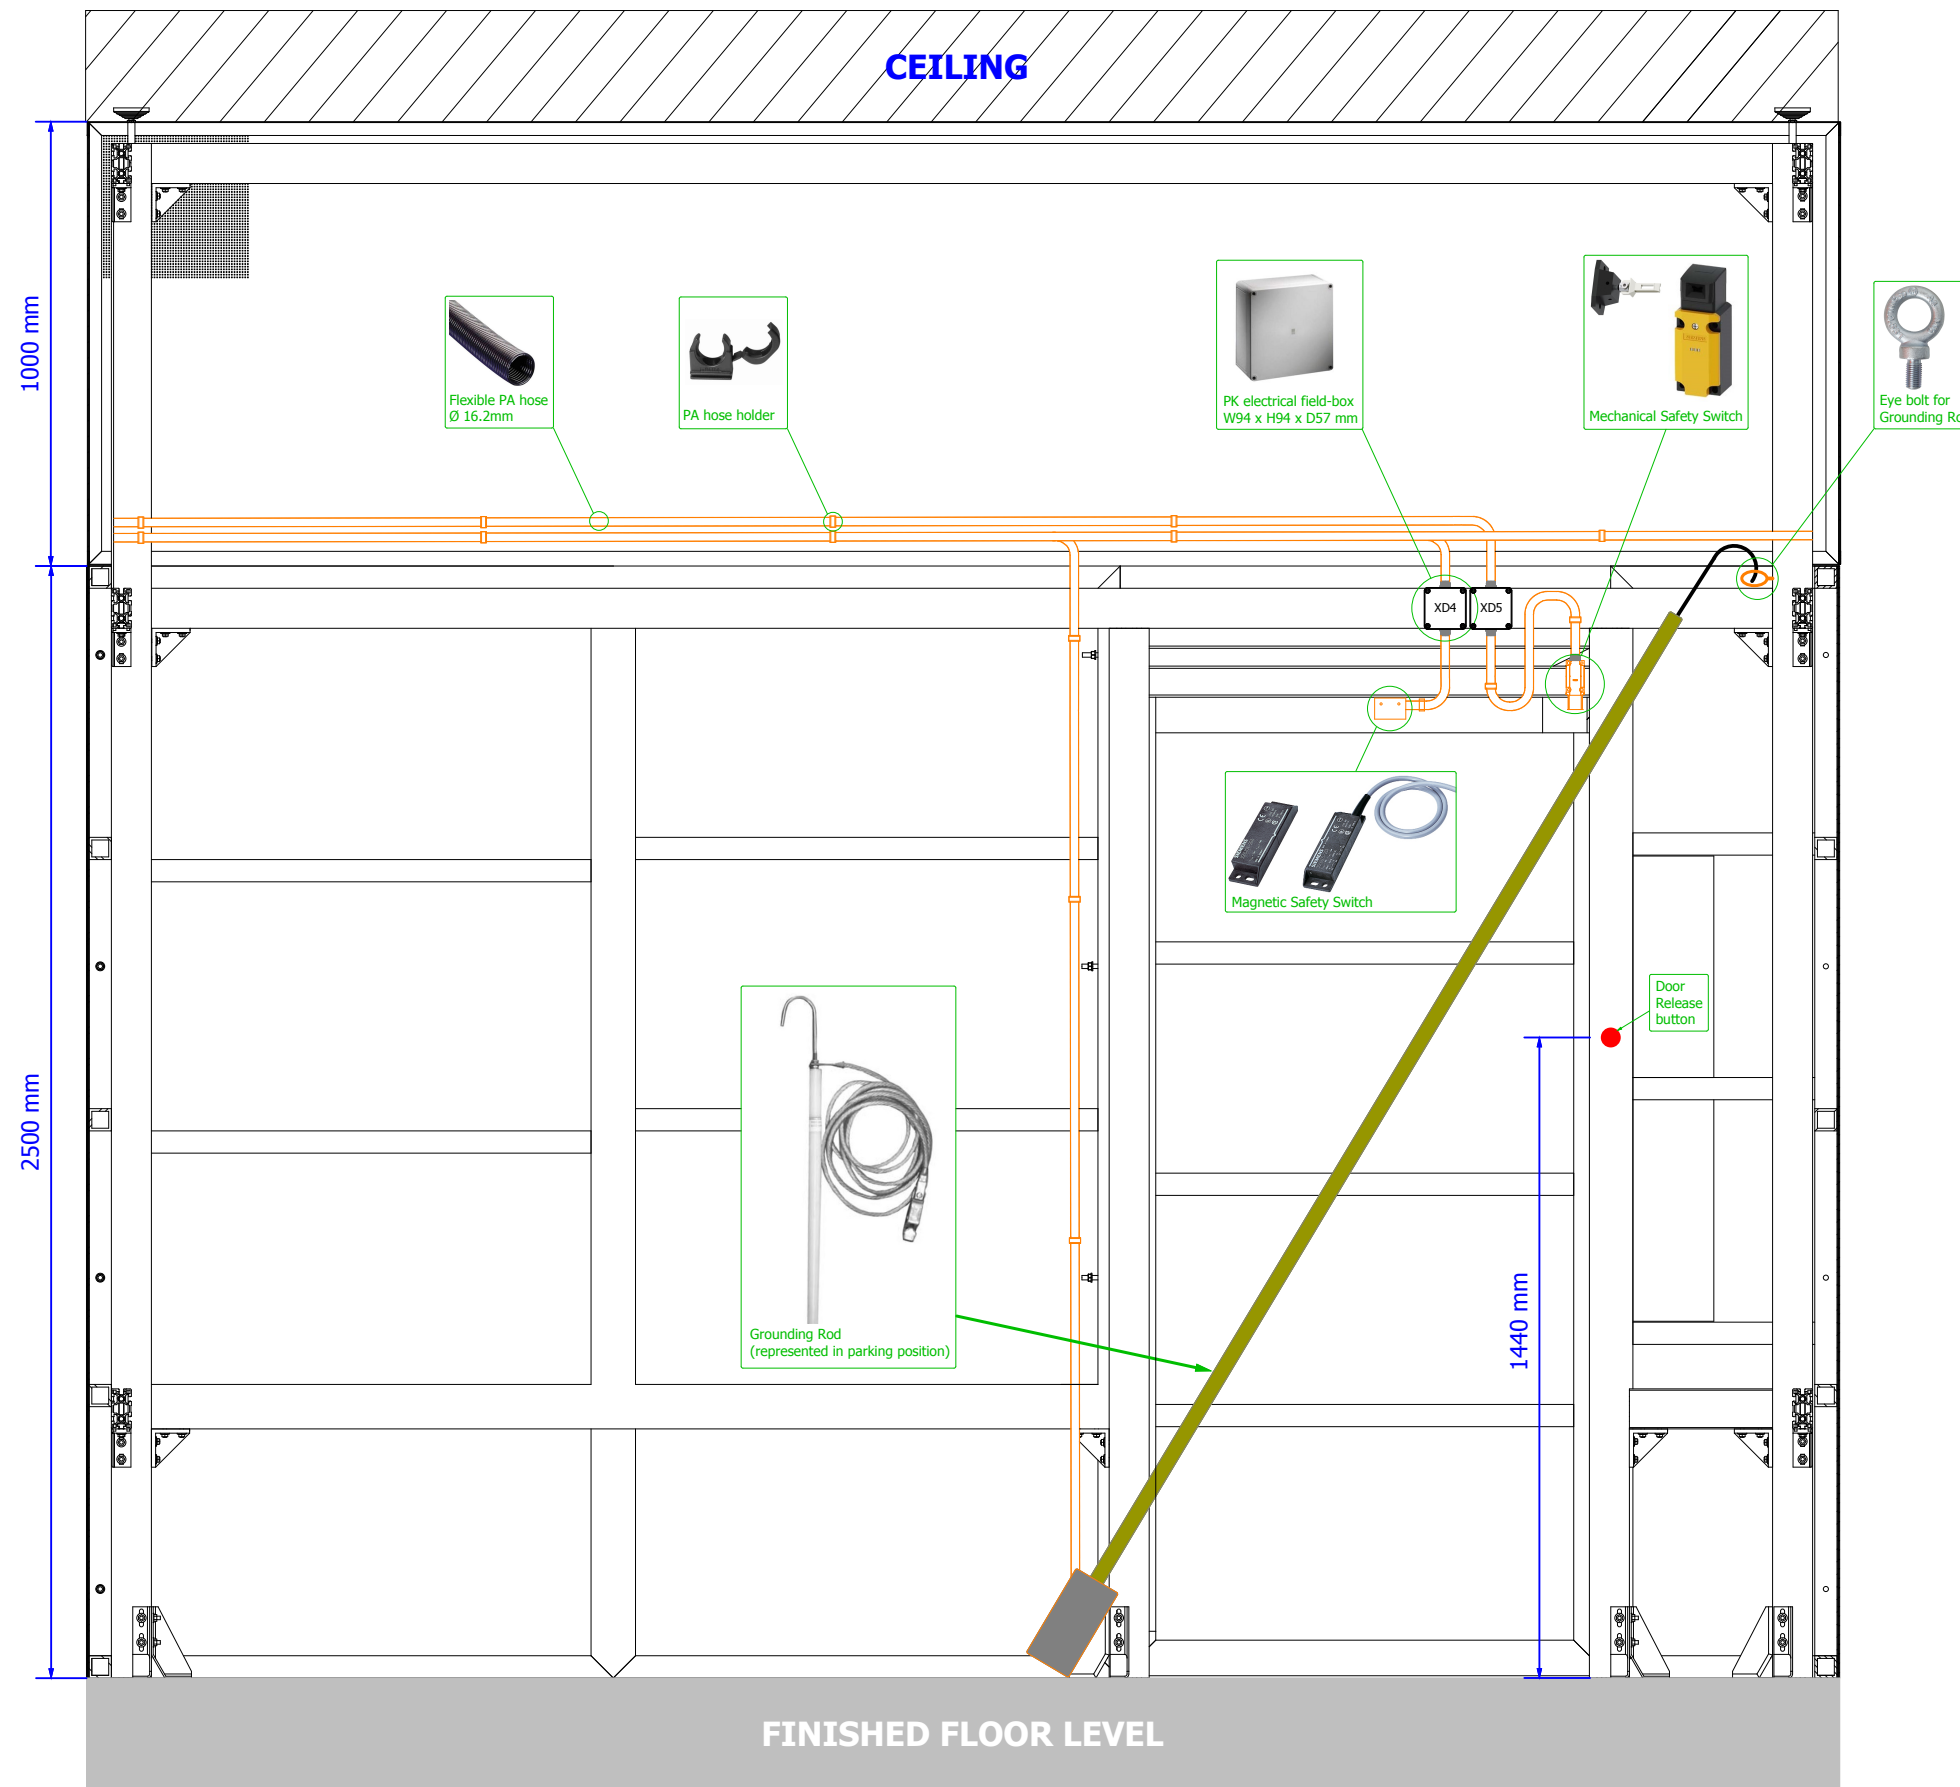 CEILING
1000 mm
Flexible PA hose
Ø 16.2mm
PA hose holder
PK electrical field-box
W94 x H94 x D57 mm
Mechanical Safety Switch
Eye bolt for
Grounding
XD4
XD5
Magnetic Safety Switch
2500 mm
Door
Release
button
Grounding Rod
(represented in parking position)
1440 mm
FINISHED FLOOR LEVEL